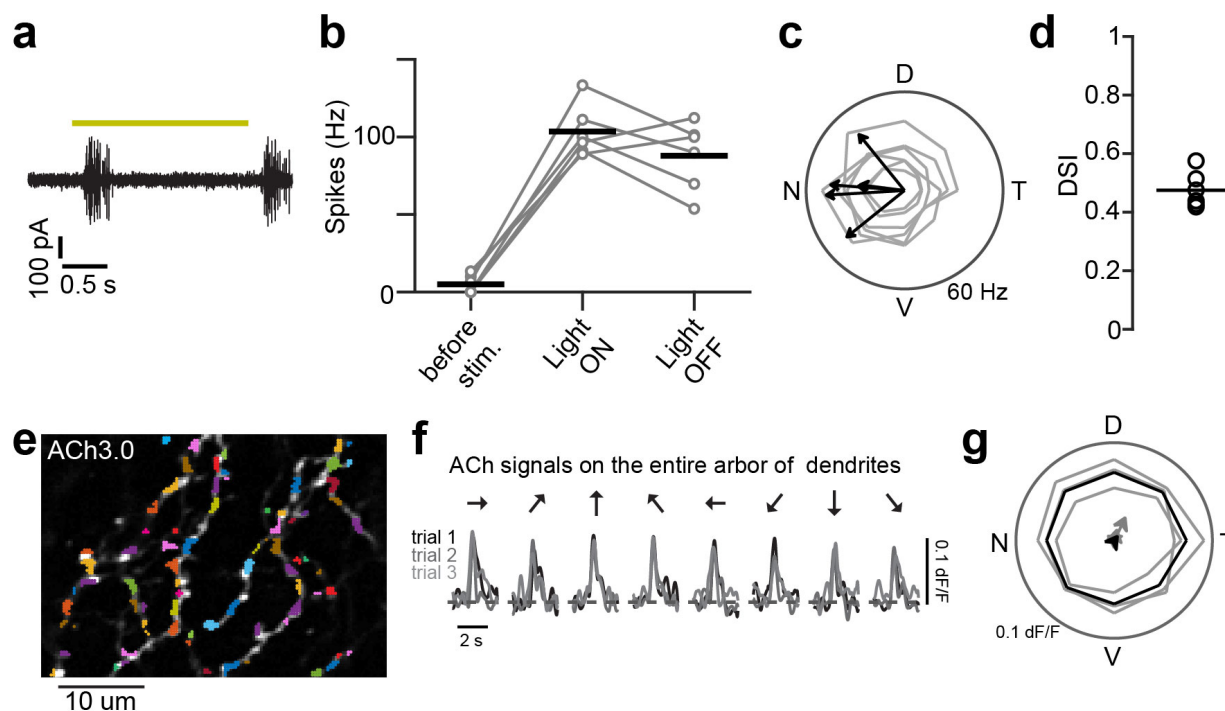 a
100 pA
0.5 s
b
Spikes (Hz)
100
0
before
stim.
Light
ON
Light
OFF
c
D
N
T
V
60 Hz
d
DSI
1
0.8
0.6
0.4
0.2
0
e
ACh3.0
10 um
f
ACh signals on the entire arbor of dendrites
trial 1
trial 2
trial 3
0.1 dF/F
2 s
g
D
N
T
V
0.1 dF/F